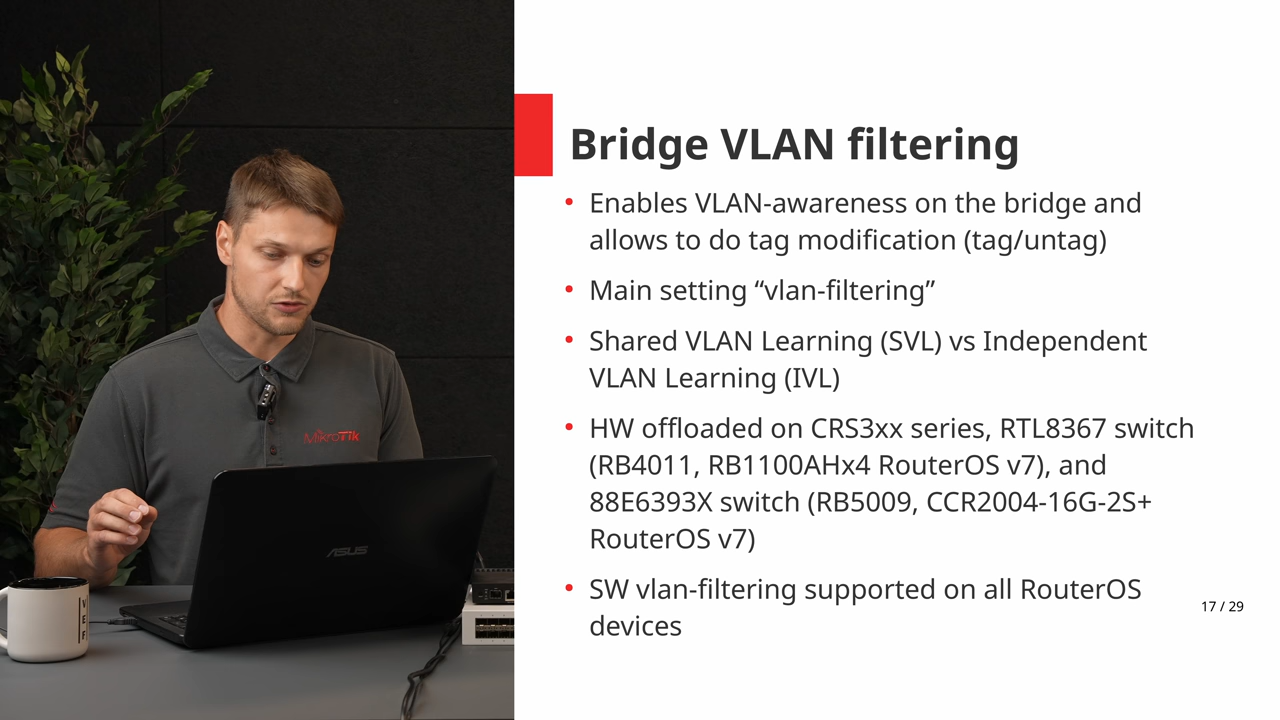 Bridge VLAN filtering
• Enables VLAN-awareness on the bridge and
allows to do tag modification (tag/untag)
• Main setting “vlan-filtering”
• Shared VLAN Learning (SVL) vs Independent
VLAN Learning (IVL)
• HW offloaded on CRS3xx series, RTL8367 switch
(RB4011, RB1100AHx4 RouterOS v7), and
88E6393X switch (RB5009, CCR2004-16G-2S+
RouterOS v7)
• SW vlan-filtering supported on all RouterOS
devices
17 / 29
MikroTik
ASUS